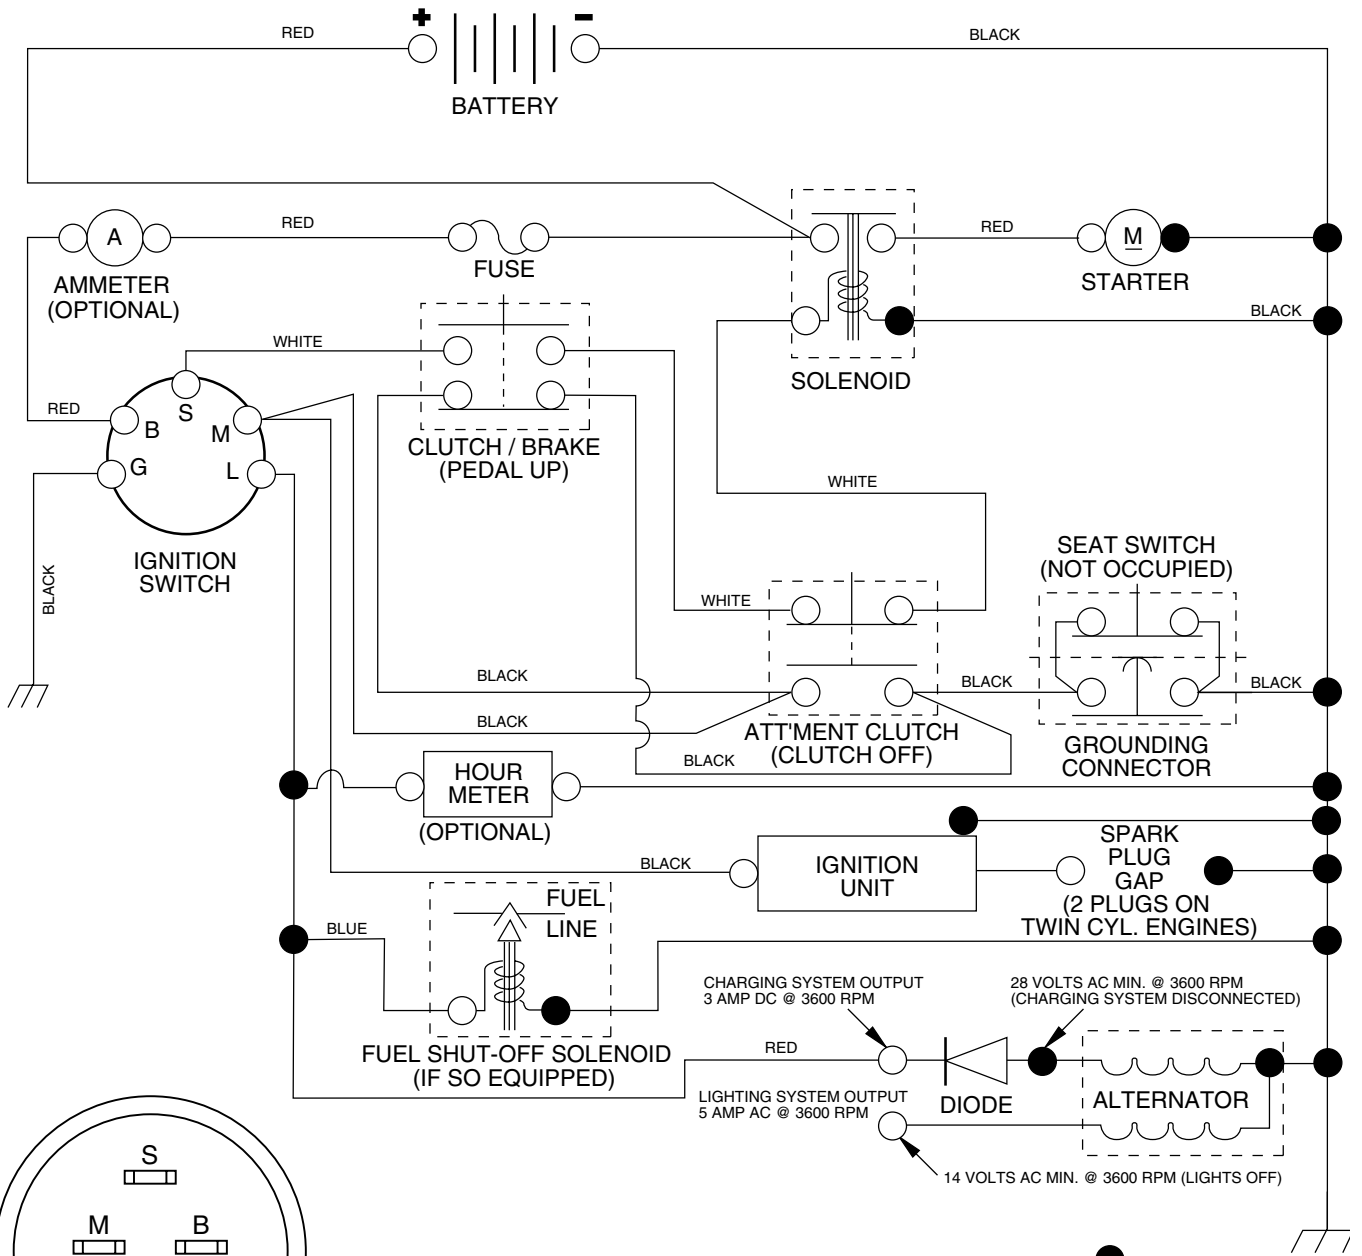 + -
RED
BLACK
BATTERY
A
RED
FUSE
RED
M
STARTER
AMMETER
(OPTIONAL)
BLACK
SOLENOID
WHITE
RED
S
B
M
G
L
CLUTCH / BRAKE
(PEDAL UP)
WHITE
IGNITION
SWITCH
BLACK
SEAT SWITCH
(NOT OCCUPIED)
WHITE
BLACK
BLACK
BLACK
BLACK
ATT'MENT CLUTCH
(CLUTCH OFF)
BLACK
GROUNDING
CONNECTOR
HOUR
METER
(OPTIONAL)
BLACK
IGNITION
UNIT
SPARK
PLUG
GAP
(2 PLUGS ON
TWIN CYL. ENGINES)
BLUE
FUEL
LINE
FUEL SHUT-OFF SOLENOID
(IF SO EQUIPPED)
CHARGING SYSTEM OUTPUT
3 AMP DC @ 3600 RPM
28 VOLTS AC MIN. @ 3600 RPM
(CHARGING SYSTEM DISCONNECTED)
RED
LIGHTING SYSTEM OUTPUT
5 AMP AC @ 3600 RPM
DIODE
ALTERNATOR
14 VOLTS AC MIN. @ 3600 RPM (LIGHTS OFF)
S
M
B